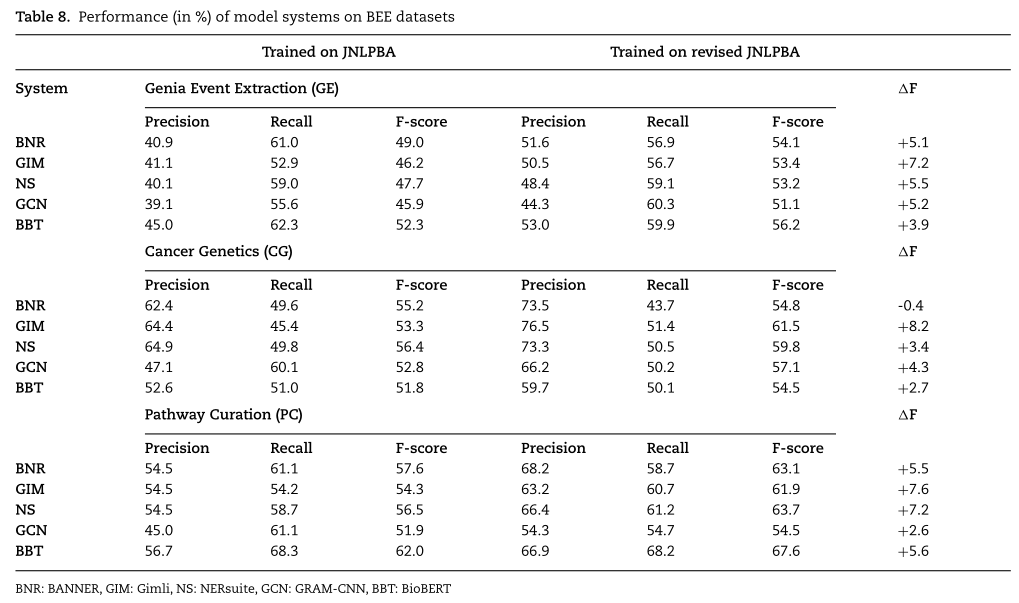 Table 8. Performance (in %) of model systems on BEE datasets
Trained on JNLPBA Trained on revised JNLPBA
System Genia Event Extraction (GE) ΔF
Precision Recall F-score Precision Recall F-score
BNR 40.9 61.0 49.0 51.6 56.9 54.1 +5.1
GIM 41.1 52.9 46.2 50.5 56.7 53.4 +7.2
NS 40.1 59.0 47.7 48.4 59.1 53.2 +5.5
GCN 39.1 55.6 45.9 44.3 60.3 51.1 +5.2
BBT 45.0 62.3 52.3 53.0 59.9 56.2 +3.9
Cancer Genetics (CG) ΔF
Precision Recall F-score Precision Recall F-score
BNR 62.4 49.6 55.2 73.5 43.7 54.8 -0.4
GIM 64.4 45.4 53.3 76.5 51.4 61.5 +8.2
NS 64.9 49.8 56.4 73.3 50.5 59.8 +3.4
GCN 47.1 60.1 52.8 66.2 50.2 57.1 +4.3
BBT 52.6 51.0 51.8 59.7 50.1 54.5 +2.7
Pathway Curation (PC) ΔF
Precision Recall F-score Precision Recall F-score
BNR 54.5 61.1 57.6 68.2 58.7 63.1 +5.5
GIM 54.5 54.2 54.3 63.2 60.7 61.9 +7.6
NS 54.5 58.7 56.5 66.4 61.2 63.7 +7.2
GCN 45.0 61.1 51.9 54.3 54.7 54.5 +2.6
BBT 56.7 68.3 62.0 66.9 68.2 67.6 +5.6
BNR: BANNER, GIM: Gimli, NS: NERsuite, GCN: GRAM-CNN, BBT: BioBERT